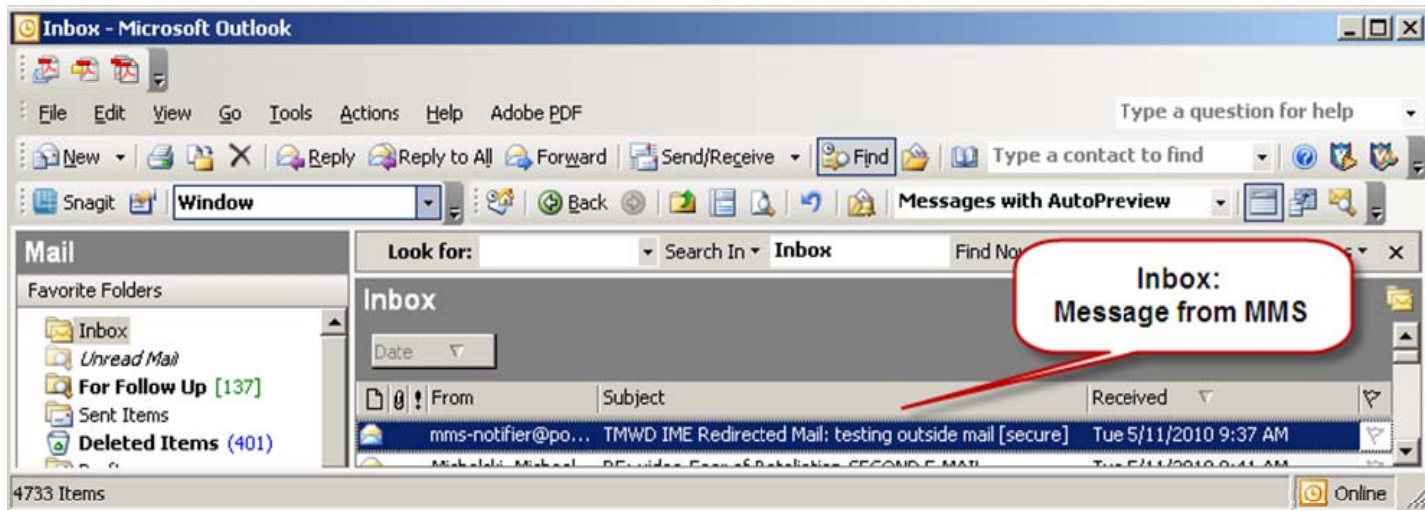 Inbox - Microsoft Outlook
File Edit View Go Tools Actions Help Adobe PDF Type a question for help
New Reply Reply to All Forward Send/Receive Find Type a contact to find
Snagit Window Back Messages with AutoPreview
Mail Look for: Search In Inbox Find Now
Inbox:
Message from MMS
Favorite Folders
Inbox
Inbox
Unread Mail
Date
For Follow Up [137]
From Subject Received
Sent Items
Deleted Items (401)
mms-notifier@po... TMWD IME Redirected Mail: testing outside mail [secure] Tue 5/11/2010 9:37 AM
4733 Items Online